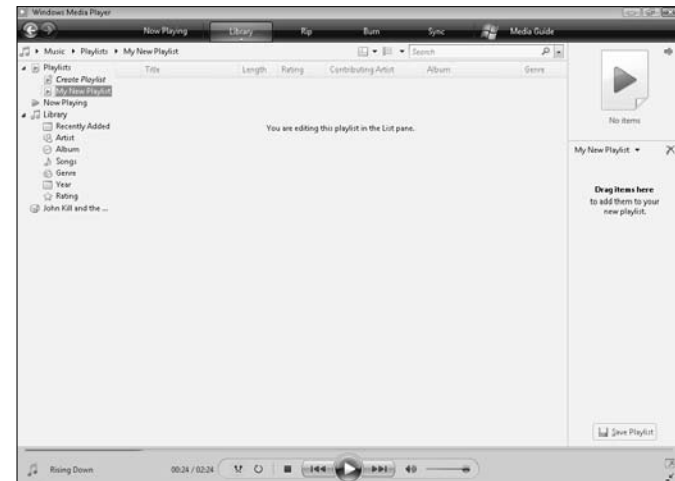 Windows Media Player
Now Playing Library Rip Burn Sync Media Guide
Music Playlists My New Playlist Search
Playlists
Create Playlist
My New Playlist
Now Playing
Library
Recently Added
Artist
Album
Songs
Genre
Year
Rating
John Kill and the ...
Title Length Rating Contributing Artist Album Genre
You are editing this playlist in the List pane.
No items
My New Playlist
Drag items here
to add them to your
new playlist.
Save Playlist
Rising Down 00:24 / 02:24